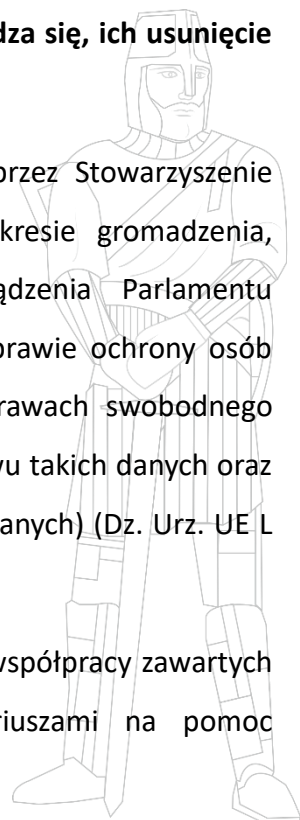 dza się, ich usunięcie
przez Stowarzyszenie
kresie gromadzenia,
ądzenia Parlamentu
prawie ochrony osób
rawach swobodnego
wu takich danych oraz
anych) (Dz. Urz. UE L
współpracy zawartych
riuszami na pomoc